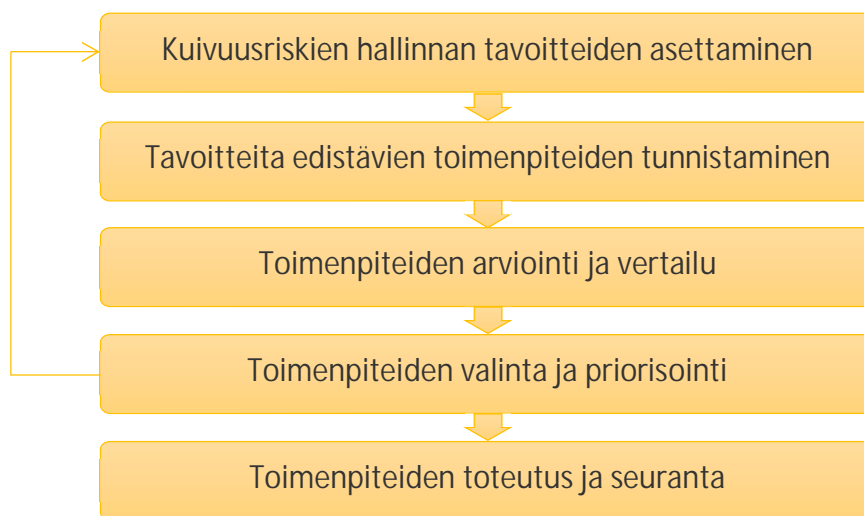 Kuivuusriskien hallinnan tavoitteiden asettaminen
Tavoitteita edistävien toimenpiteiden tunnistaminen
Toimenpiteiden arviointi ja vertailu
Toimenpiteiden valinta ja priorisointi
Toimenpiteiden toteutus ja seuranta